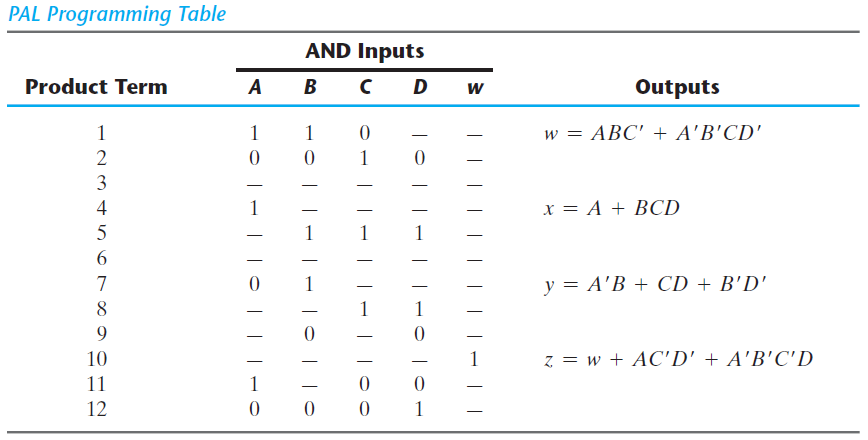 PAL Programming Table
AND Inputs
Product Term A B C D w Outputs
1 1 1 0 – – w = ABC′ + A′B′CD′
2 0 0 1 0 –
3 – – – – –
4 1 – – – – x = A + BCD
5 – 1 1 1 –
6 – – – – –
7 0 1 – – – y = A′B + CD + B′D′
8 – – 1 1 –
9 – 0 – 0 –
10 – – – – 1 z = w + AC′D′ + A′B′C′D
11 1 – 0 0 –
12 0 0 0 1 –